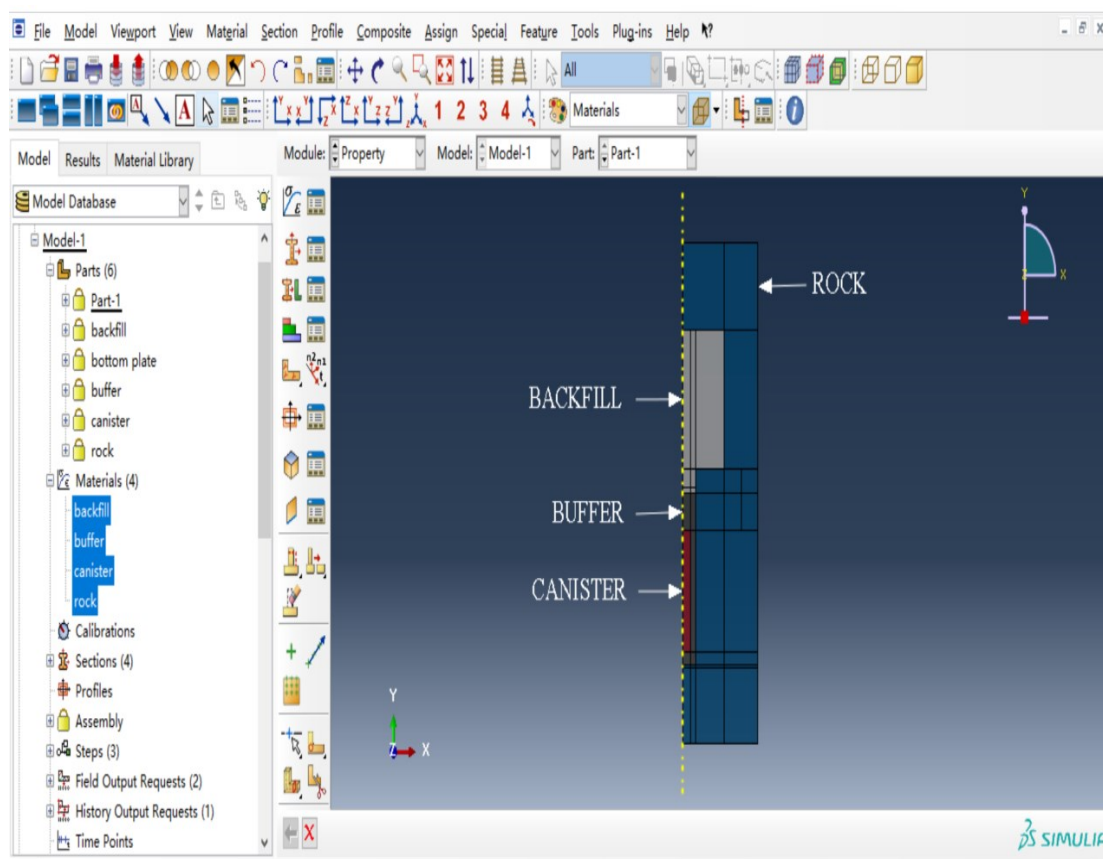 File Model Viewport View Material Section Profile Composite Assign Special Feature Tools Plug-ins Help
All
A A 1 2 3 4 Materials
Model Results Material Library
Module: Property Model: Model-1 Part: Part-1
Model Database
Model-1
Parts (6)
Part-1
backfill
bottom plate
buffer
canister
rock
Materials (4)
backfill
buffer
canister
rock
Calibrations
Sections (4)
Profiles
Assembly
Steps (3)
Field Output Requests (2)
History Output Requests (1)
Time Points
ROCK
BACKFILL
BUFFER
CANISTER
Y
X
Z
Y
Z X
SIMULIA